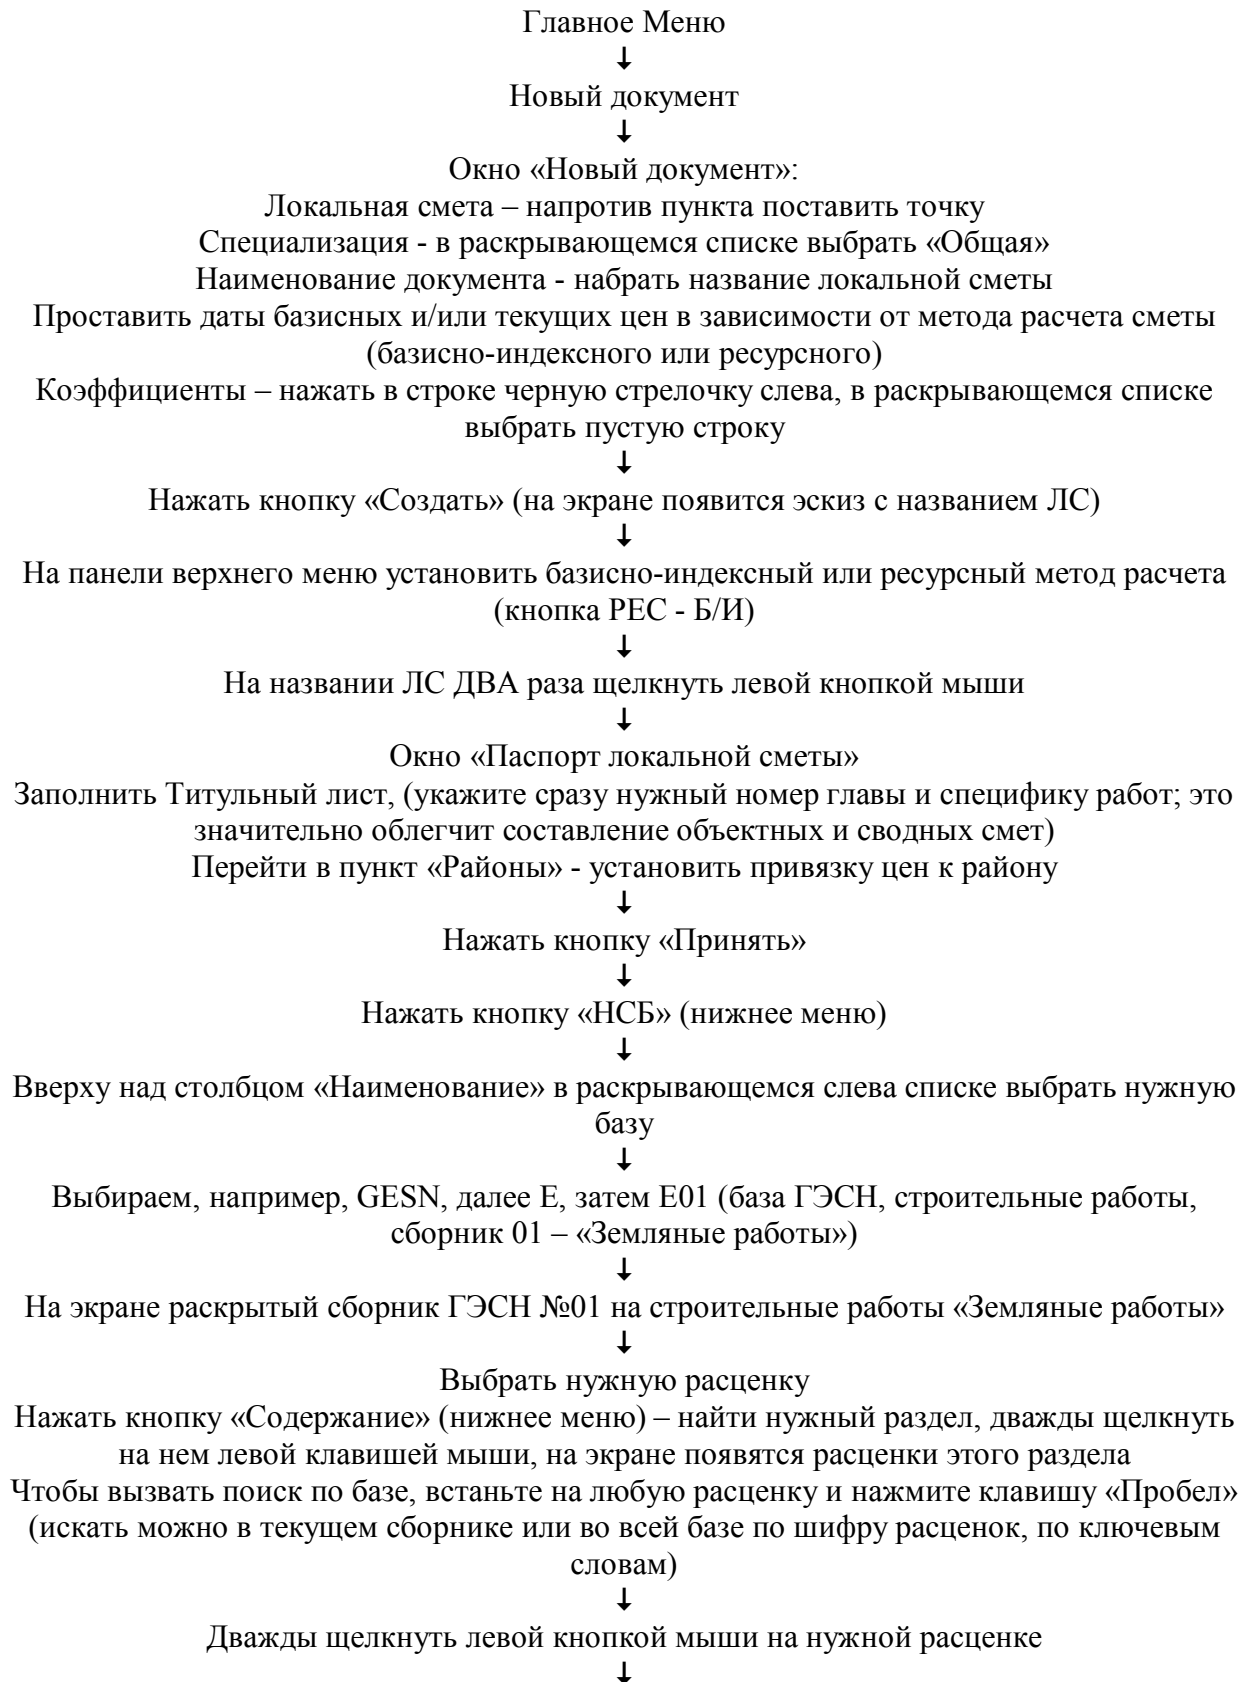 Главное Меню
↓
Новый документ
↓
Окно «Новый документ»:
Локальная смета – напротив пункта поставить точку
Специализация - в раскрывающемся списке выбрать «Общая»
Наименование документа - набрать название локальной сметы
Проставить даты базисных и/или текущих цен в зависимости от метода расчета сметы
(базисно-индексного или ресурсного)
Коэффициенты – нажать в строке черную стрелочку слева, в раскрывающемся списке
выбрать пустую строку
↓
Нажать кнопку «Создать» (на экране появится эскиз с названием ЛС)
↓
На панели верхнего меню установить базисно-индексный или ресурсный метод расчета
(кнопка РЕС - Б/И)
↓
На названии ЛС ДВА раза щелкнуть левой кнопкой мыши
↓
Окно «Паспорт локальной сметы»
Заполнить Титульный лист, (укажите сразу нужный номер главы и специфику работ; это
значительно облегчит составление объектных и сводных смет)
Перейти в пункт «Районы» - установить привязку цен к району
↓
Нажать кнопку «Принять»
↓
Нажать кнопку «НСБ» (нижнее меню)
↓
Вверху над столбцом «Наименование» в раскрывающемся слева списке выбрать нужную
базу
↓
Выбираем, например, GESN, далее E, затем E01 (база ГЭСН, строительные работы,
сборник 01 – «Земляные работы»)
↓
На экране раскрытый сборник ГЭСН №01 на строительные работы «Земляные работы»
↓
Выбрать нужную расценку
Нажать кнопку «Содержание» (нижнее меню) – найти нужный раздел, дважды щелкнуть
на нем левой клавишей мыши, на экране появятся расценки этого раздела
Чтобы вызвать поиск по базе, встаньте на любую расценку и нажмите клавишу «Пробел»
(искать можно в текущем сборнике или во всей базе по шифру расценок, по ключевым
словам)
↓
Дважды щелкнуть левой кнопкой мыши на нужной расценке
↓